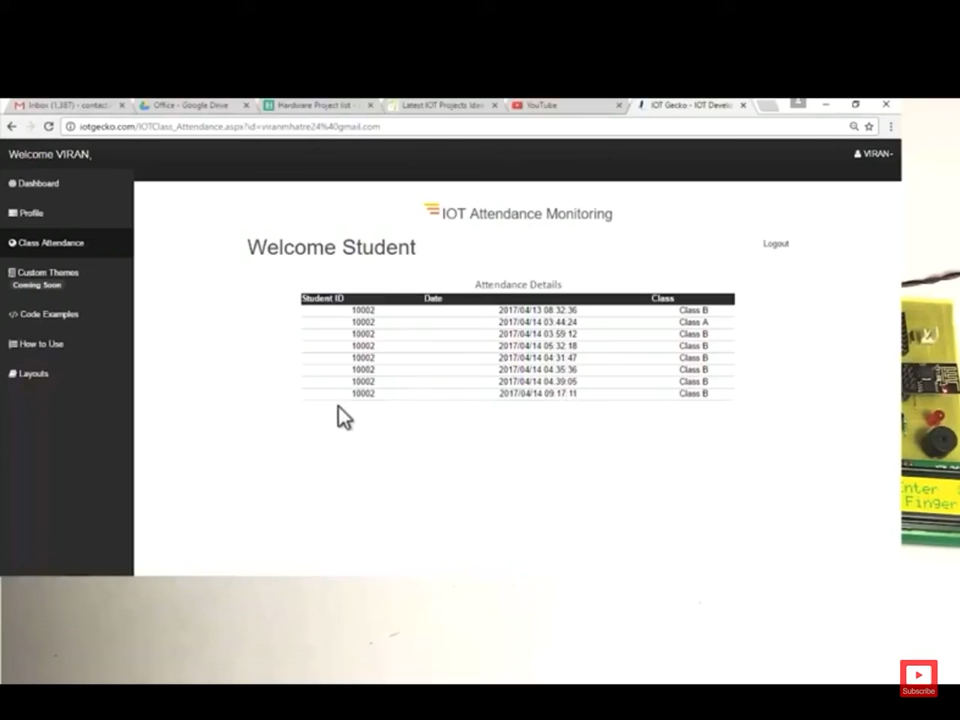 Inbox (1,387) - contact.
Office - Google Drive
Hardware Project list -
Latest IOT Projects Idea
YouTube
IOT Gecko - IOT Develo
iotgecko.com/IOTClass_Attendance.aspx?id=viranmhatre24%40gmail.com
Welcome VIRAN,
VIRAN
Dashboard
Profile
Class Attendance
Custom Themes
Coming Soon
</> Code Examples
How to Use
Layouts
IOT Attendance Monitoring
Welcome Student
Logout
Attendance Details
Student ID Date Class
10002 2017/04/13 08:32:36 Class B
10002 2017/04/14 03:44:24 Class A
10002 2017/04/14 03:59:12 Class B
10002 2017/04/14 05:32:18 Class B
10002 2017/04/14 04:31:47 Class B
10002 2017/04/14 04:35:36 Class B
10002 2017/04/14 04:39:05 Class B
10002 2017/04/14 09:17:11 Class B
Enter
Finger
Subscribe